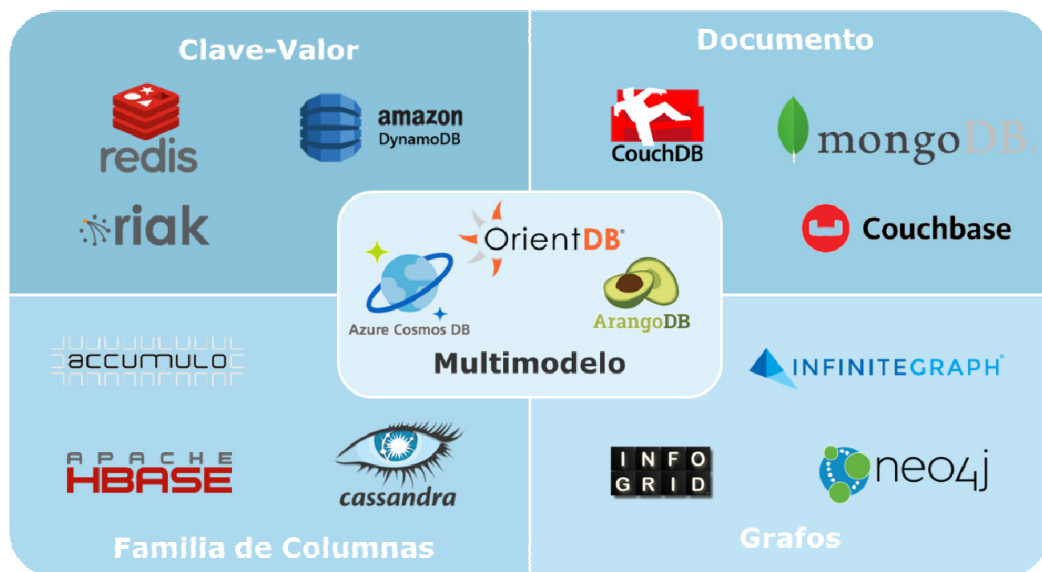 Clave-Valor
redis
amazon
DynamoDB
riak
Documento
CouchDB
mongoDB
Couchbase
OrientDB
Azure Cosmos DB
ArangoDB
Multimodelo
accumulo
APACHE
HBASE
cassandra
Familia de Columnas
INFINITEGRAPH
INFO
GRID
neo4j
Grafos